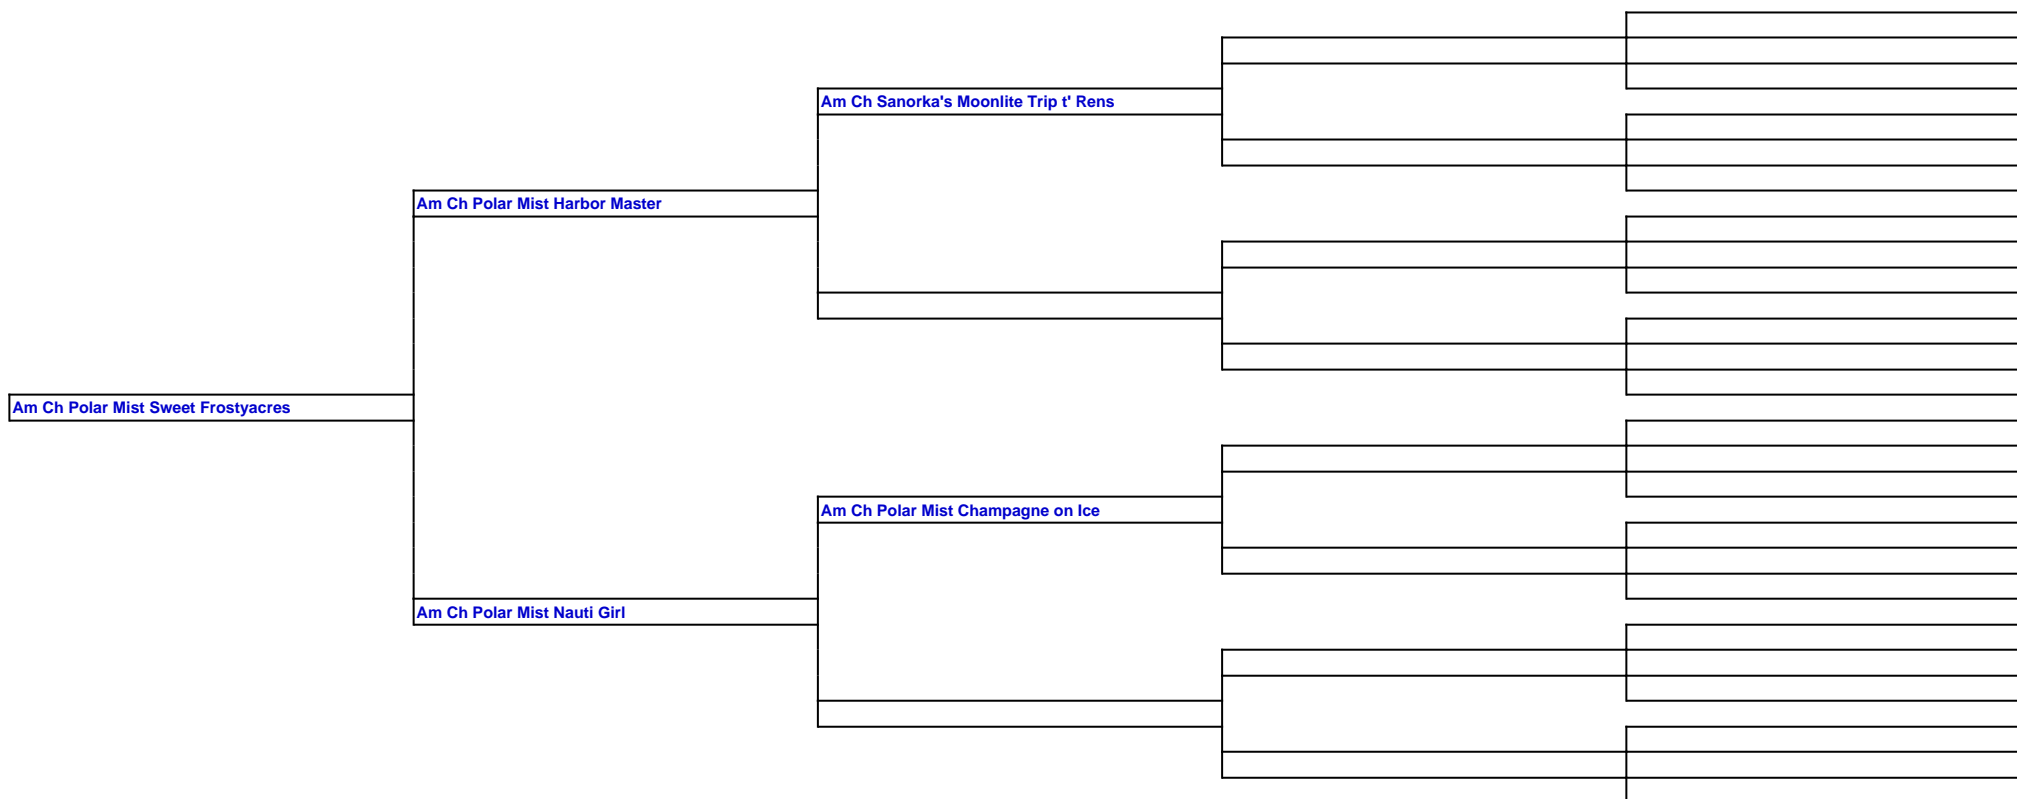 Am Ch Sanorka's Moonlite Trip t' Rens
Am Ch Polar Mist Harbor Master
Am Ch Polar Mist Sweet Frostyacres
Am Ch Polar Mist Champagne on Ice
Am Ch Polar Mist Nauti Girl